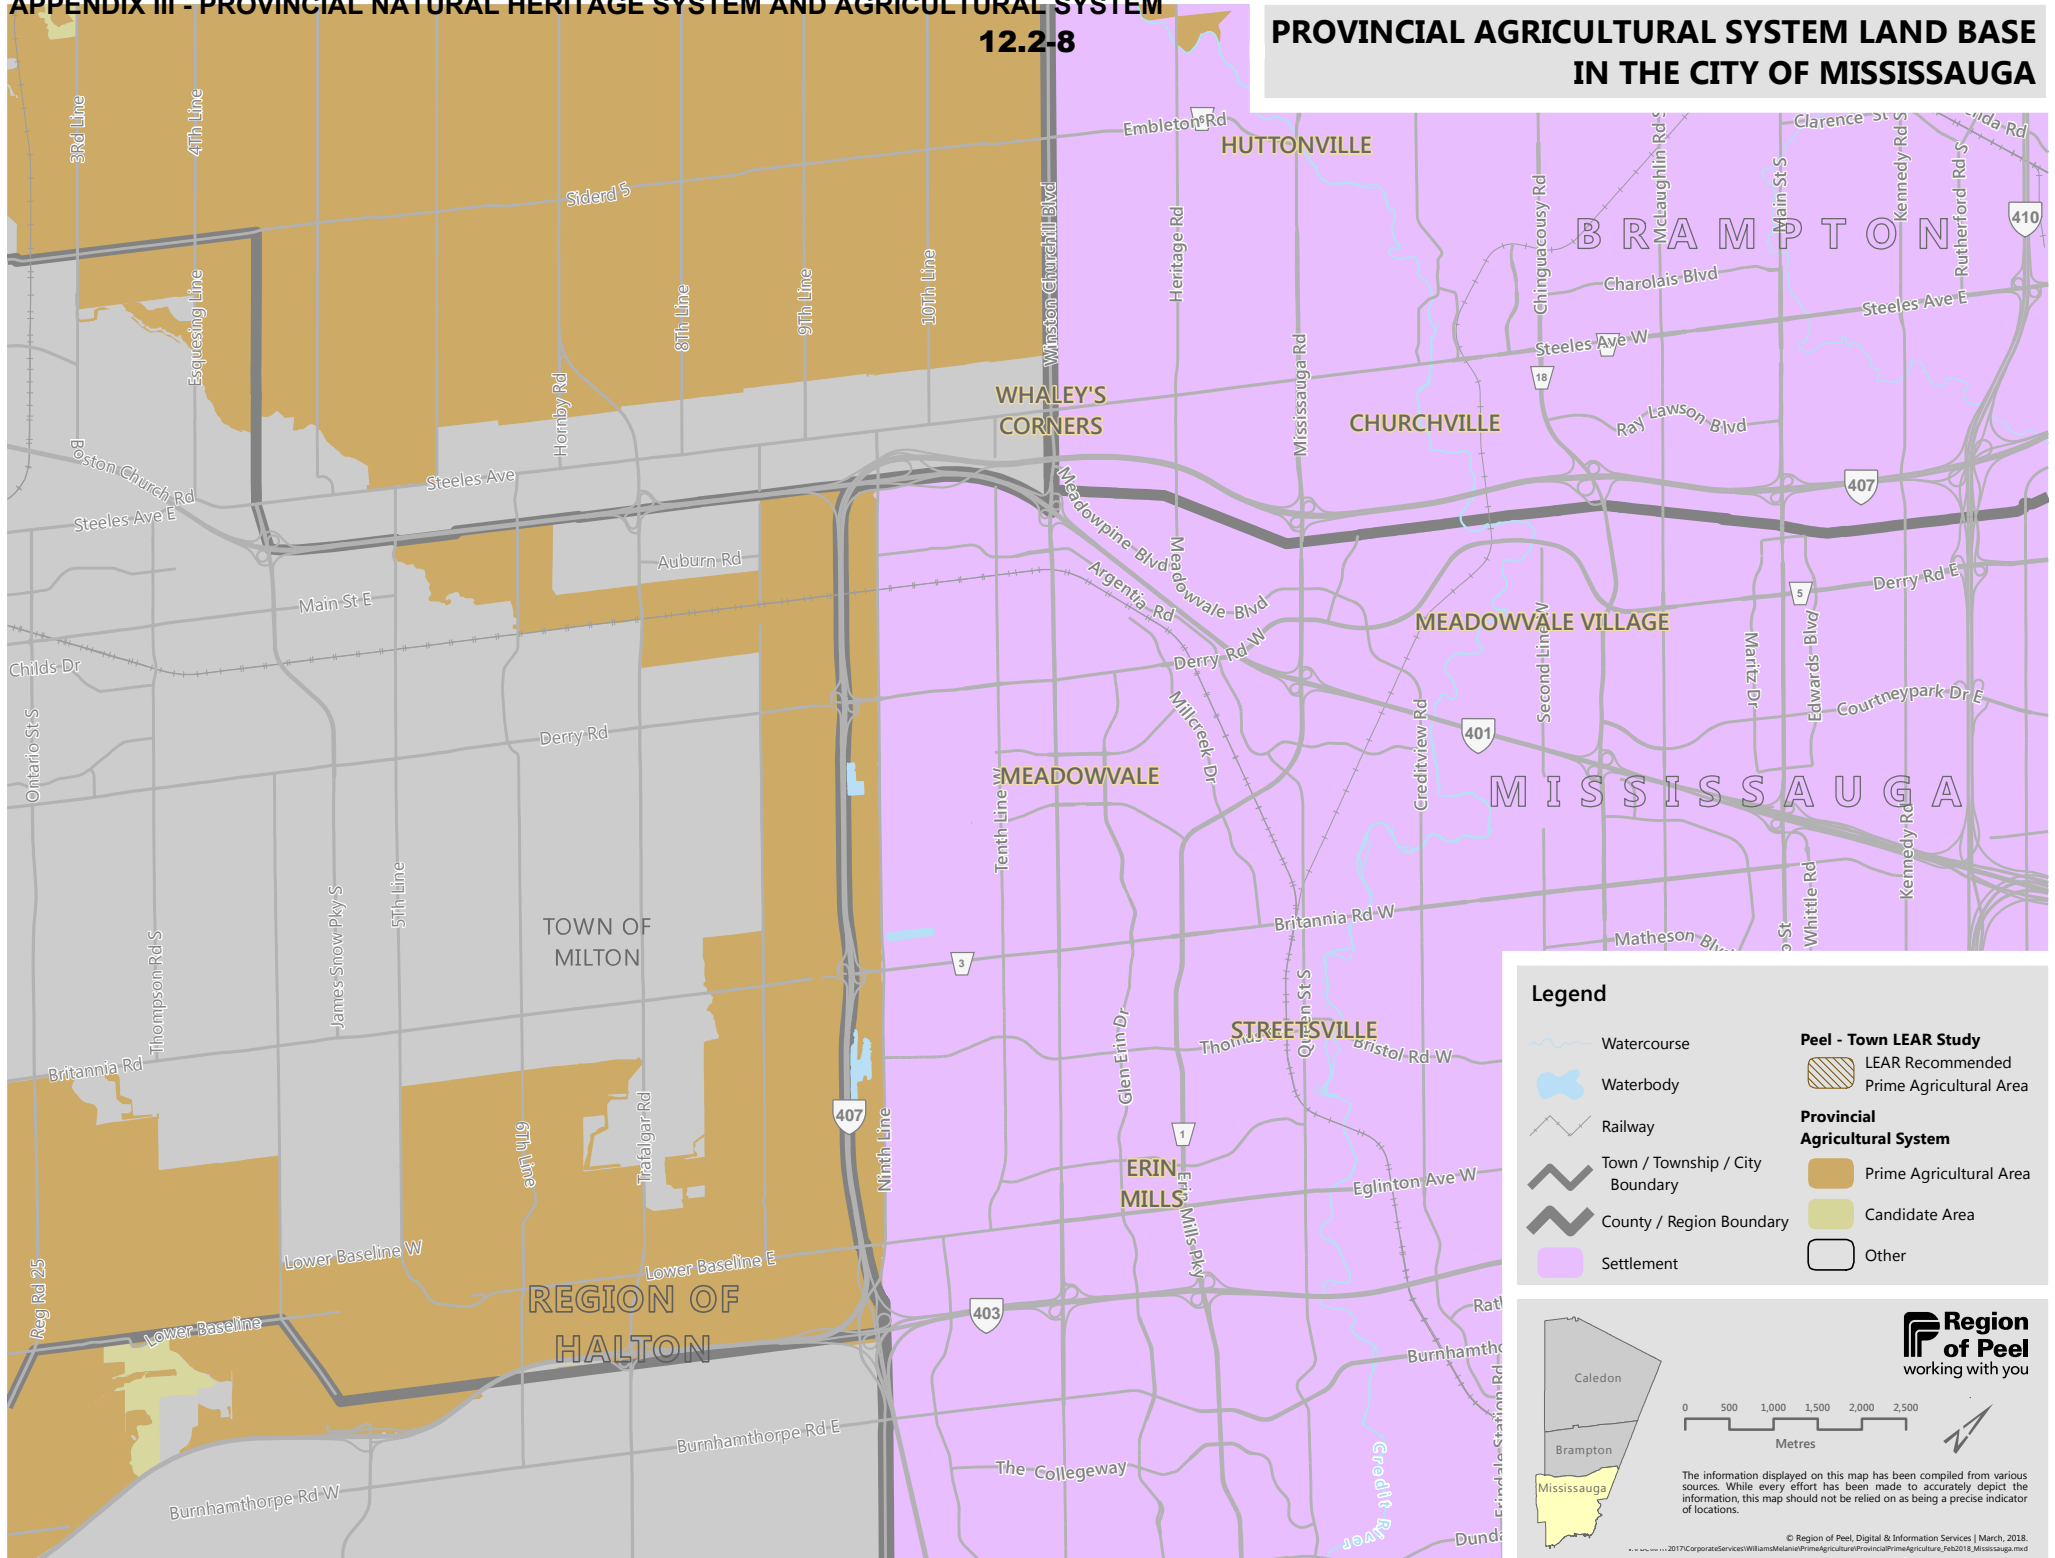 APPENDIX III - PROVINCIAL NATURAL HERITAGE SYSTEM AND AGRICULTURAL SYSTEM
12.2-8
PROVINCIAL AGRICULTURAL SYSTEM LAND BASE
IN THE CITY OF MISSISSAUGA
3Rd Line
4Th Line
Siderd 5
Embleton Rd
HUTTONVILLE
Clarence St
McLaughlin Rd S
Main St S
Kennedy Rd S
Rutherford Rd S
410
BRAMPTON
Chinguacousy Rd
Charolais Blvd
Steeles Ave E
Steeles Ave W
Esquesing Line
Hornby Rd
8Th Line
9Th Line
10Th Line
Winston Churchill Blvd
Heritage Rd
Mississauga Rd
18
WHALEY'S
CORNERS
CHURCHVILLE
Ray Lawson Blvd
Boston Church Rd
Steeles Ave
Steeles Ave E
407
Meadowpine Blvd
Meadowvale Blvd
Argentia Rd
Auburn Rd
Main St E
Derry Rd E
5
MEADOWVALE VILLAGE
Second Line W
Maritz Dr
Edwards Blvd
Courtneypark Dr E
Childs Dr
Derry Rd W
Derry Rd
Ontario St S
Millcreek Dr
Creditview Rd
401
MEADOWVALE
MISSISSAUGA
Tenth Line W
Kennedy Rd
Whittle Rd
5Th Line
James Snow Pky S
Thompson Rd S
TOWN OF
MILTON
Britannia Rd W
Matheson
3
Queen St S
STREETSVILLE
Bristol Rd W
Glen Erin Dr
Britannia Rd
407
Ninth Line
6Th Line
Trafalgar Rd
1
ERIN
MILLS
Erin Mills Pky
Eglinton Ave W
Lower Baseline W
Lower Baseline E
Reg Rd 25
Lower Baseline
REGION OF
HALTON
403
Burnhamthorpe Rd E
Burnhamthorpe Rd W
The Collegeway
Credit River
Erindale Station Rd
Legend
Watercourse
Waterbody
Railway
Town / Township / City
Boundary
County / Region Boundary
Settlement
Peel - Town LEAR Study
LEAR Recommended
Prime Agricultural Area
Provincial
Agricultural System
Prime Agricultural Area
Candidate Area
Other
Caledon
Brampton
Mississauga
Region
of Peel
working with you
0 500 1,000 1,500 2,000 2,500
Metres
The information displayed on this map has been compiled from various
sources. While every effort has been made to accurately depict the
information, this map should not be relied on as being a precise indicator
of locations.
© Region of Peel, Digital & Information Services | March, 2018.
2017\CorporateServices\WilliamsMelanie\PrimeAgriculture\ProvincialPrimeAgriculture_Feb2018_Mississauga.mxd